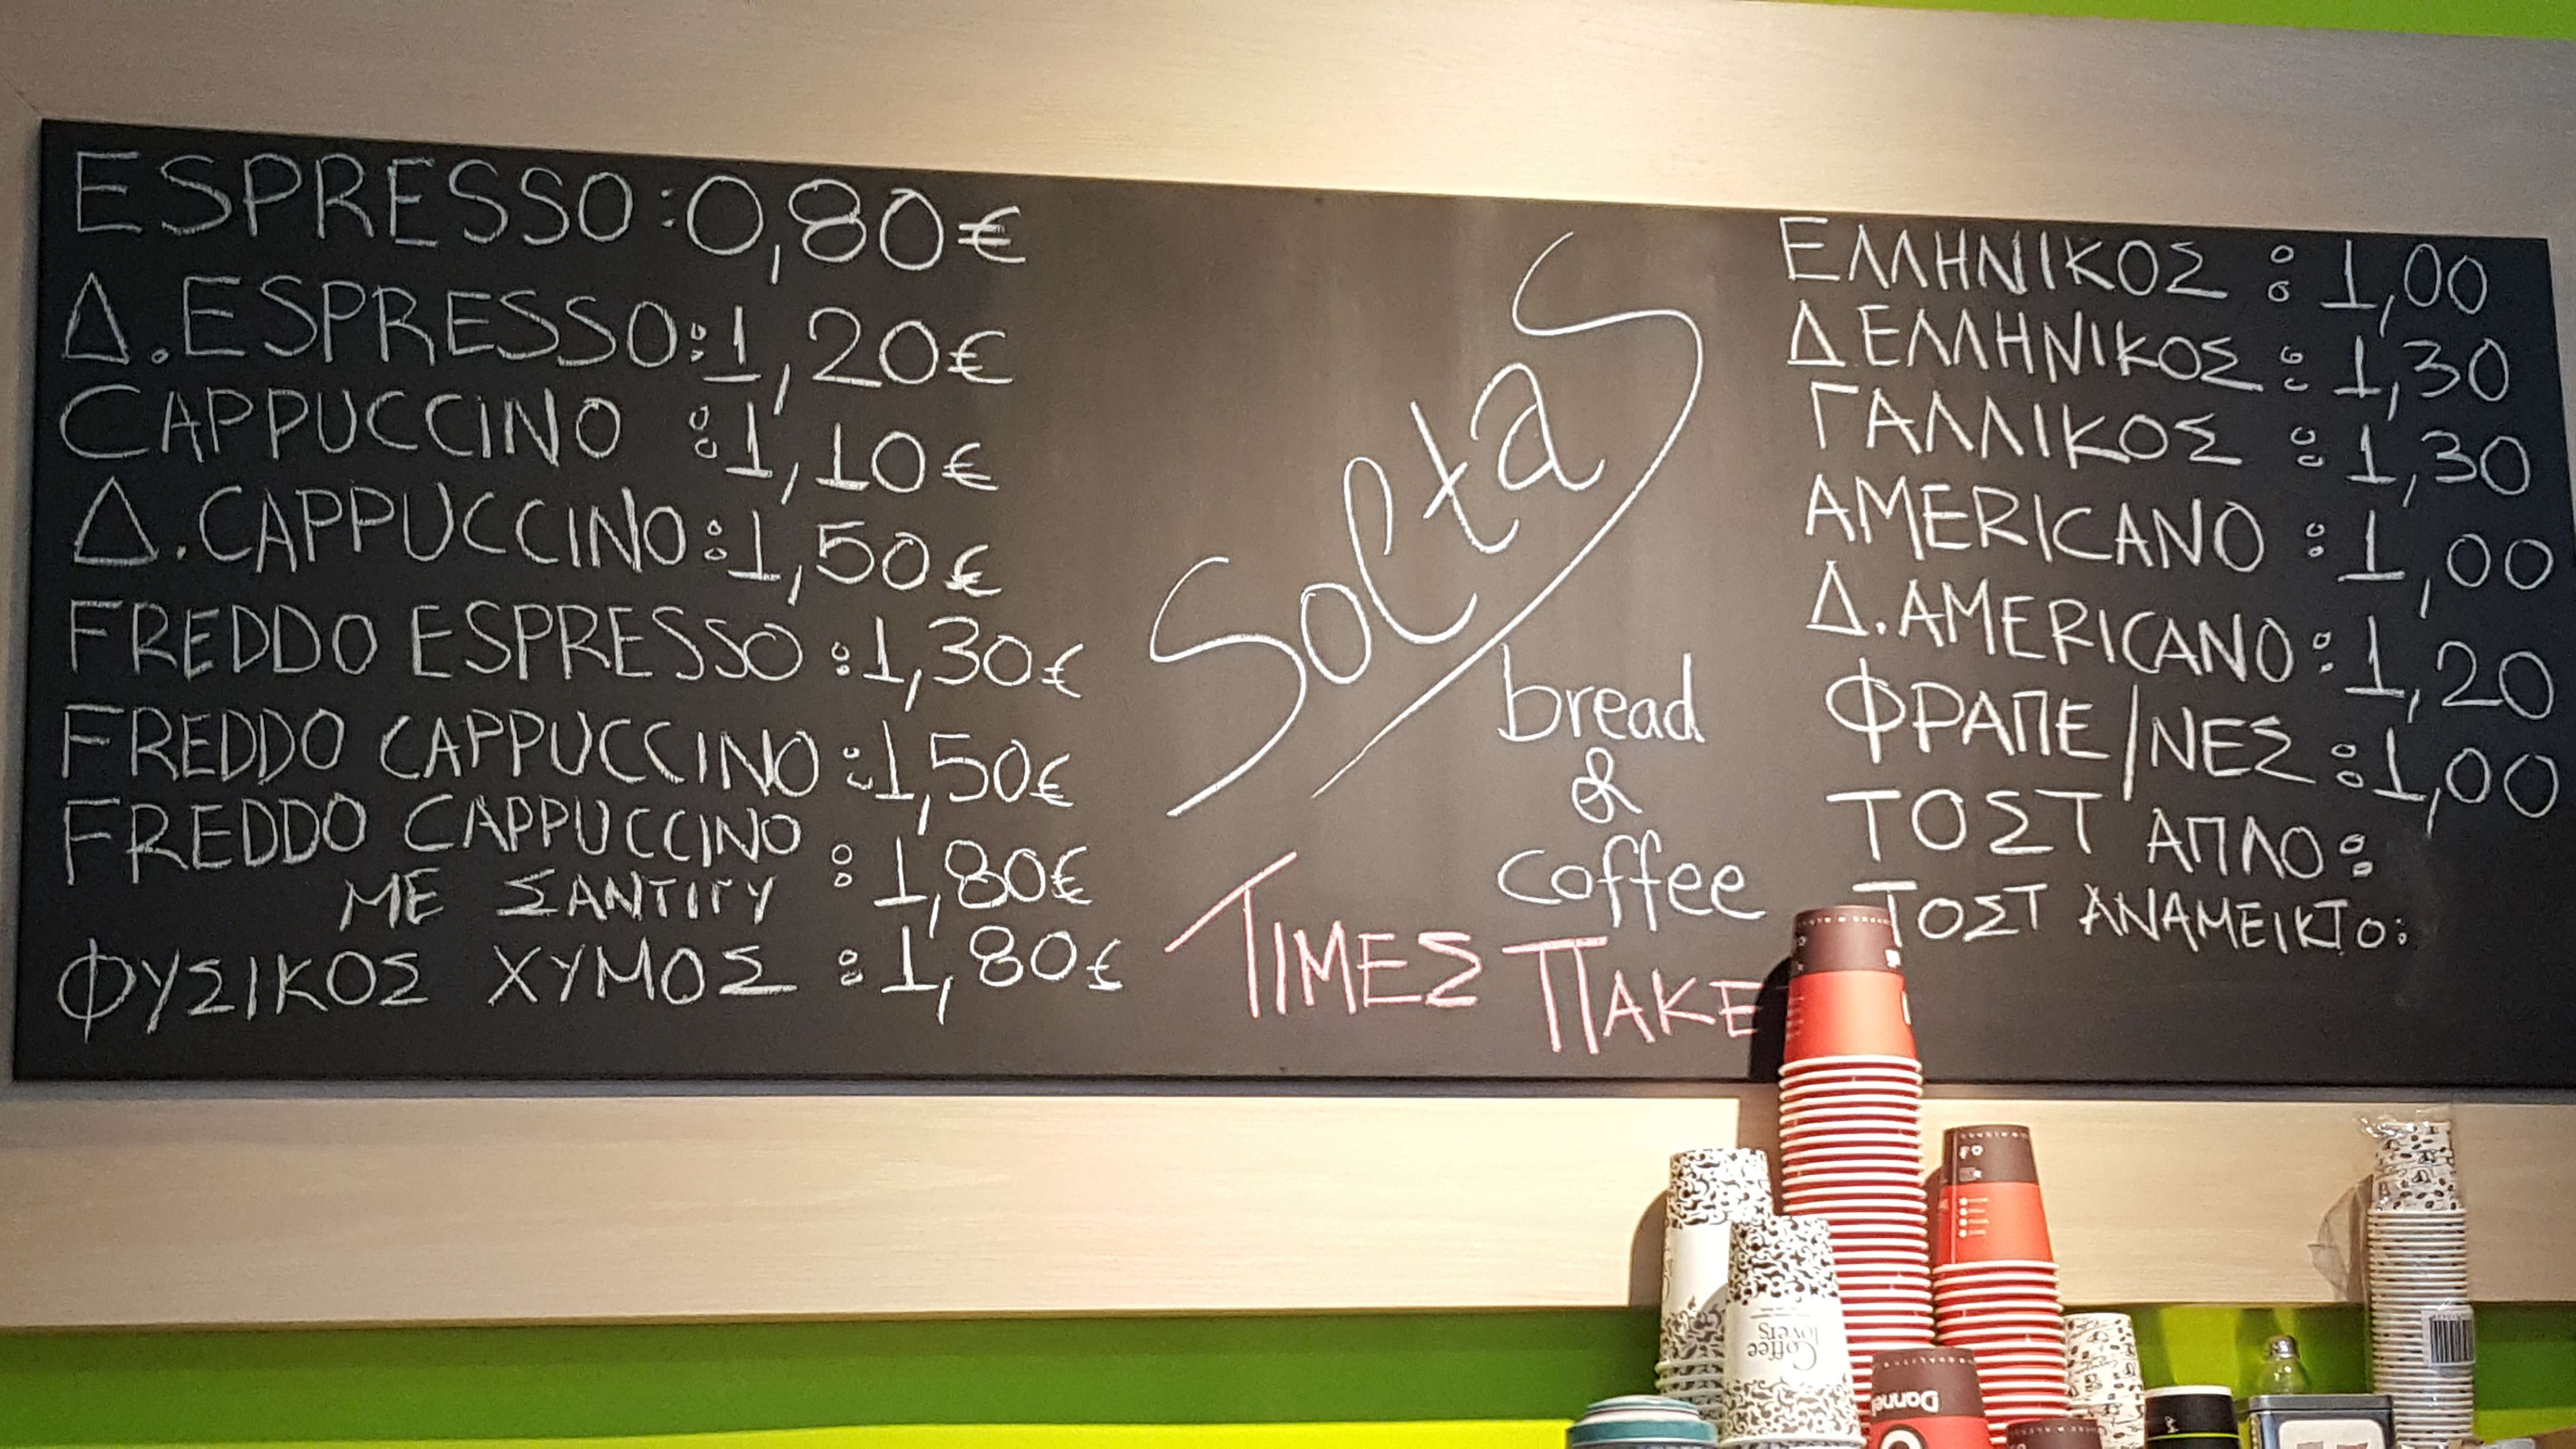 ESPRESSO:0,80€
Δ.ESPRESSO:1,20€
CAPPUCCINO :1,10€
Δ.CAPPUCCINO:1,50€
FREDDO ESPRESSO:1,30€
FREDDO CAPPUCCINO:1,50€
FREDDO CAPPUCCINO
ΜΕ ΣΑΝΤΙΓΥ :1,80€
ΦΥΣΙΚΟΣ ΧΥΜΟΣ :1,80€
Soltas
bread
&
coffee
ΤΙΜΕΣ ΠΑΚΕ
ΕΛΛΗΝΙΚΟΣ :1,00
ΔΕΛΛΗΝΙΚΟΣ:1,30
ΓΑΛΛΙΚΟΣ :1,30
AMERICANO :1,00
Δ.AMERICANO:1,20
ΦΡΑΠΕ/ΝΕΣ:1,00
ΤΟΣΤ ΑΠΛΟ:
ΤΟΣΤ ΑΝΑΜΕΙΚΤΟ:
Coffee
lovers
Dannel